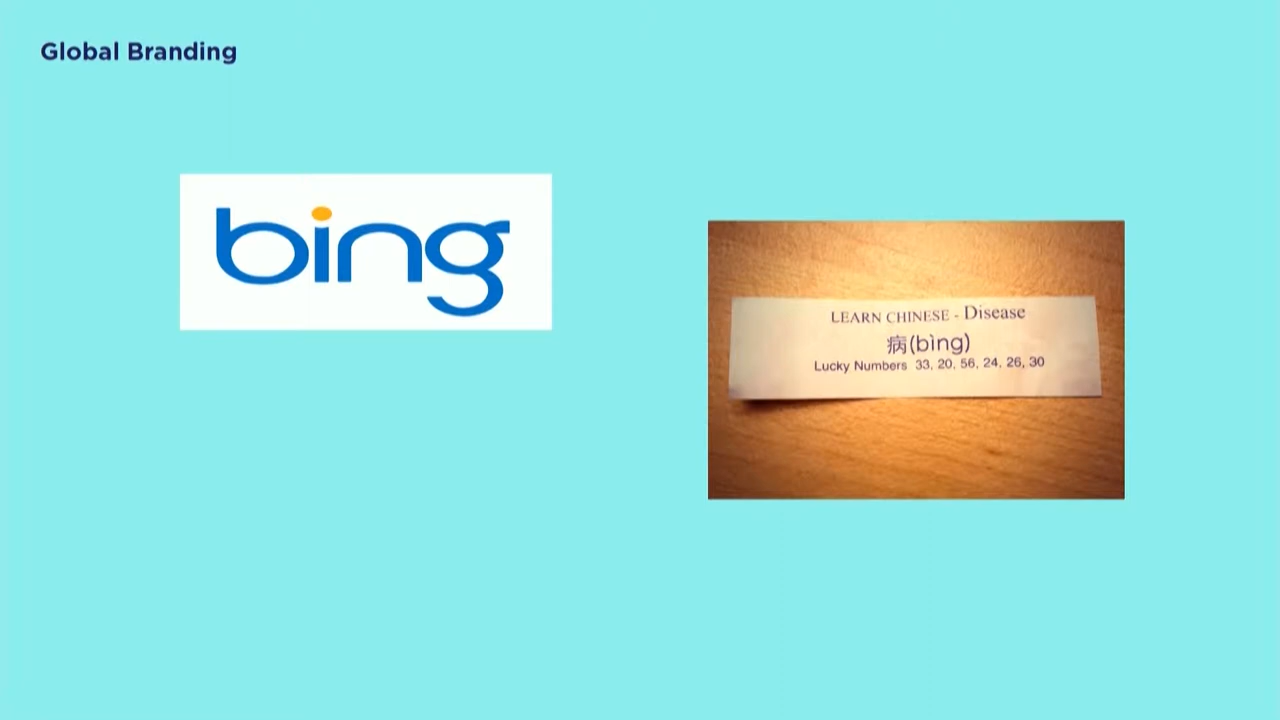 Global Branding
bing
LEARN CHINESE - Disease
病(bìng)
Lucky Numbers 33, 20, 56, 24, 26, 30